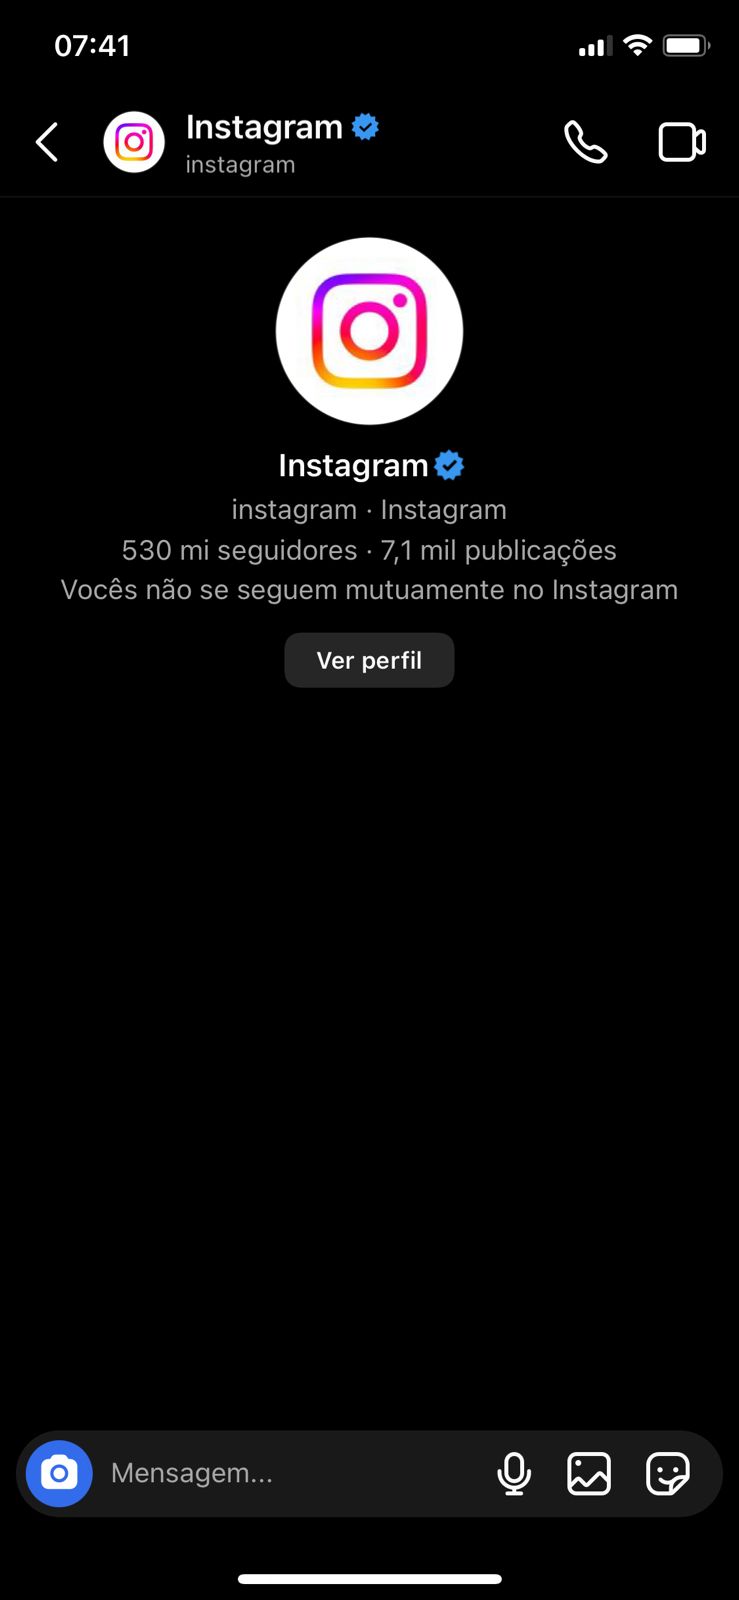 07:41
Instagram
instagram
Instagram
instagram · Instagram
530 mi seguidores · 7,1 mil publicações
Vocês não se seguem mutuamente no Instagram
Ver perfil
Mensagem...